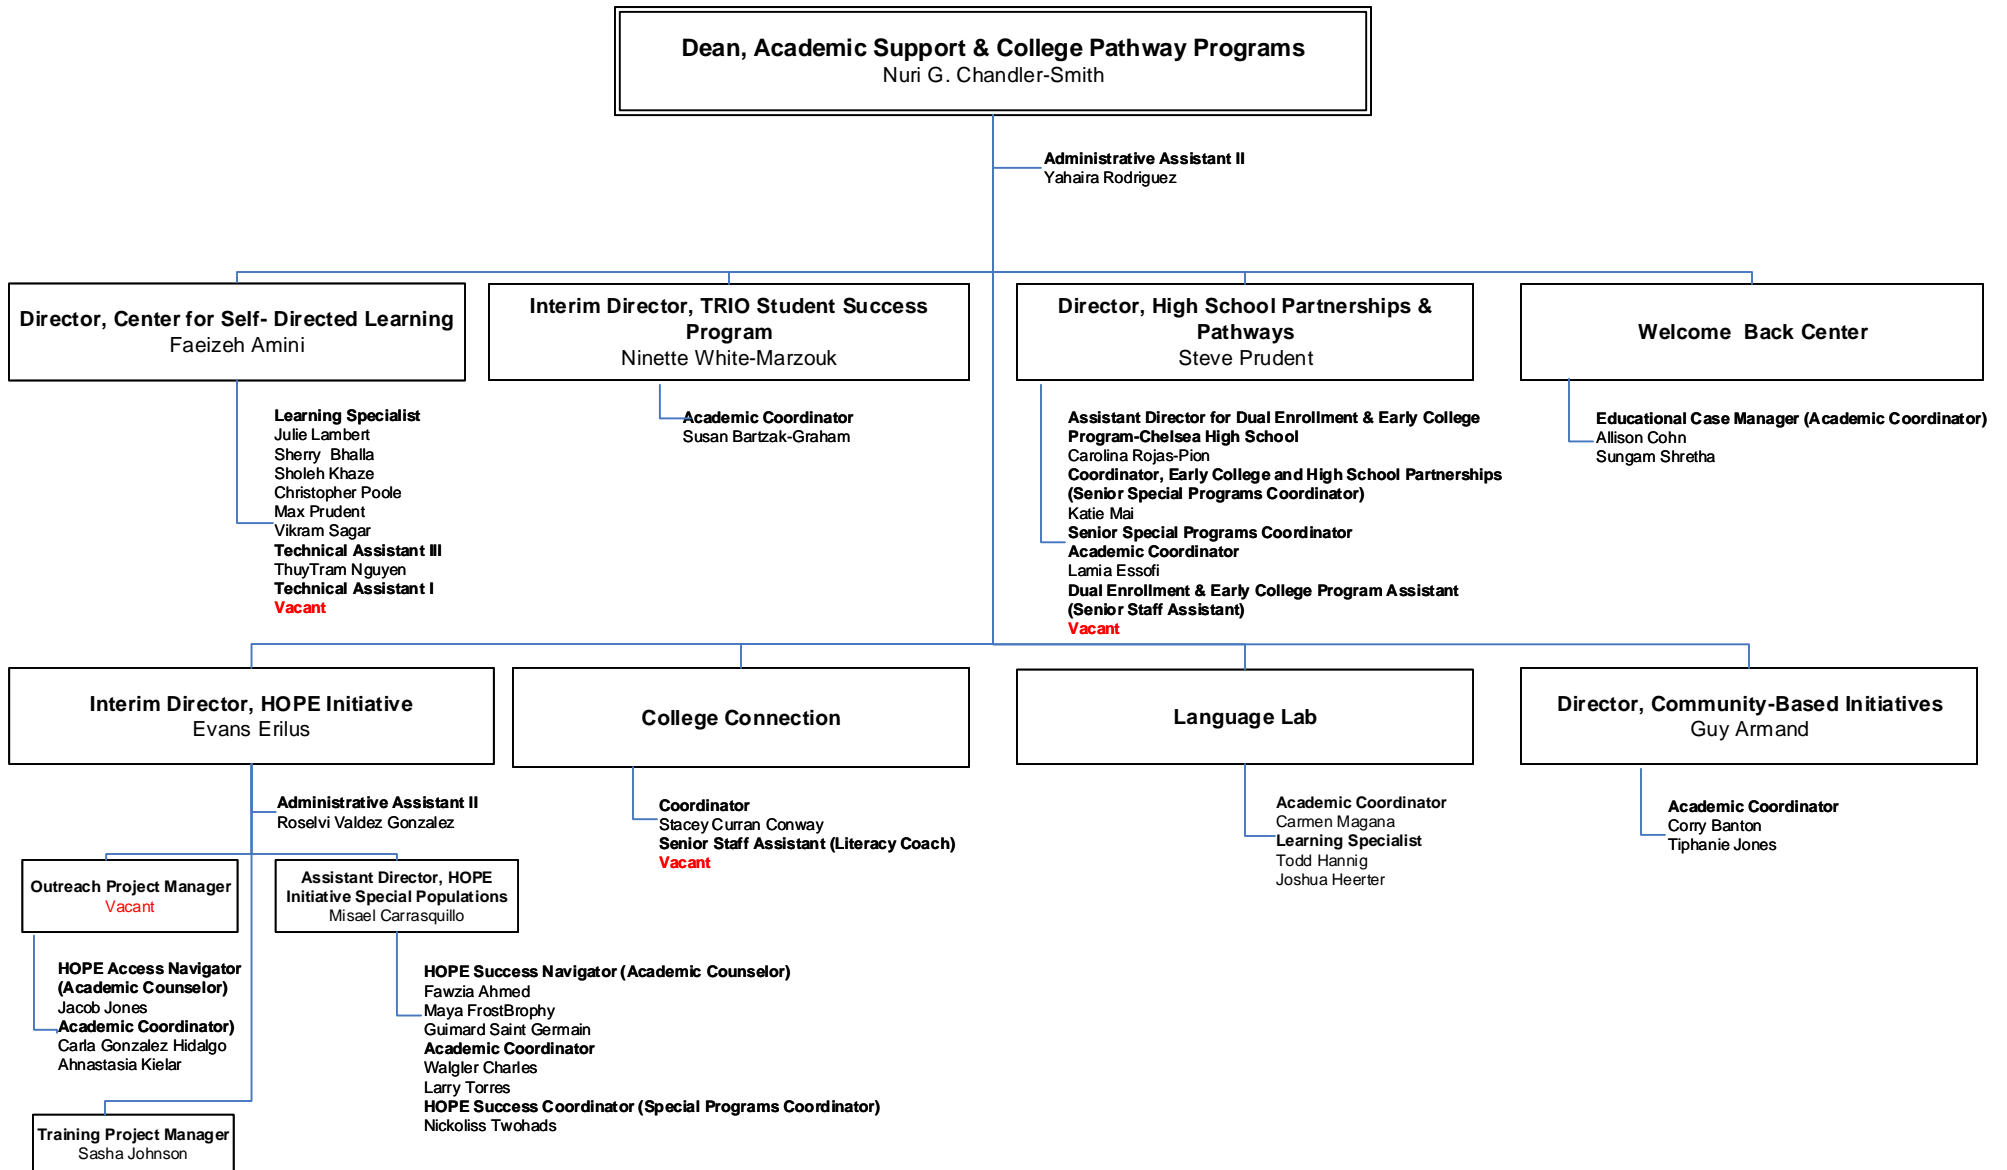 Dean, Academic Support & College Pathway Programs
Nuri G. Chandler-Smith
Administrative Assistant II
Yahaira Rodriguez
Director, Center for Self- Directed Learning
Faeizeh Amini
Learning Specialist
Julie Lambert
Sherry  Bhalla
Sholeh Khaze
Christopher Poole
Max Prudent
Vikram Sagar
Technical Assistant III
ThuyTram Nguyen
Technical Assistant I
Vacant
Interim Director, TRIO Student Success
Program
Ninette White-Marzouk
Academic Coordinator
Susan Bartzak-Graham
Director, High School Partnerships &
Pathways
Steve Prudent
Assistant Director for Dual Enrollment & Early College
Program-Chelsea High School
Carolina Rojas-Pion
Coordinator, Early College and High School Partnerships
(Senior Special Programs Coordinator)
Katie Mai
Senior Special Programs Coordinator
Academic Coordinator
Lamia Essofi
Dual Enrollment & Early College Program Assistant
(Senior Staff Assistant)
Vacant
Welcome  Back Center
Educational Case Manager (Academic Coordinator)
Allison Cohn
Sungam Shretha
Interim Director, HOPE Initiative
Evans Erilus
Administrative Assistant II
Roselvi Valdez Gonzalez
Outreach Project Manager
Vacant
HOPE Access Navigator
(Academic Counselor)
Jacob Jones
Academic Coordinator)
Carla Gonzalez Hidalgo
Ahnastasia Kielar
Training Project Manager
Sasha Johnson
Assistant Director, HOPE
Initiative Special Populations
Misael Carrasquillo
HOPE Success Navigator (Academic Counselor)
Fawzia Ahmed
Maya FrostBrophy
Guimard Saint Germain
Academic Coordinator
Walgler Charles
Larry Torres
HOPE Success Coordinator (Special Programs Coordinator)
Nickoliss Twohads
College Connection
Coordinator
Stacey Curran Conway
Senior Staff Assistant (Literacy Coach)
Vacant
Language Lab
Academic Coordinator
Carmen Magana
Learning Specialist
Todd Hannig
Joshua Heerter
Director, Community-Based Initiatives
Guy Armand
Academic Coordinator
Corry Banton
Tiphanie Jones